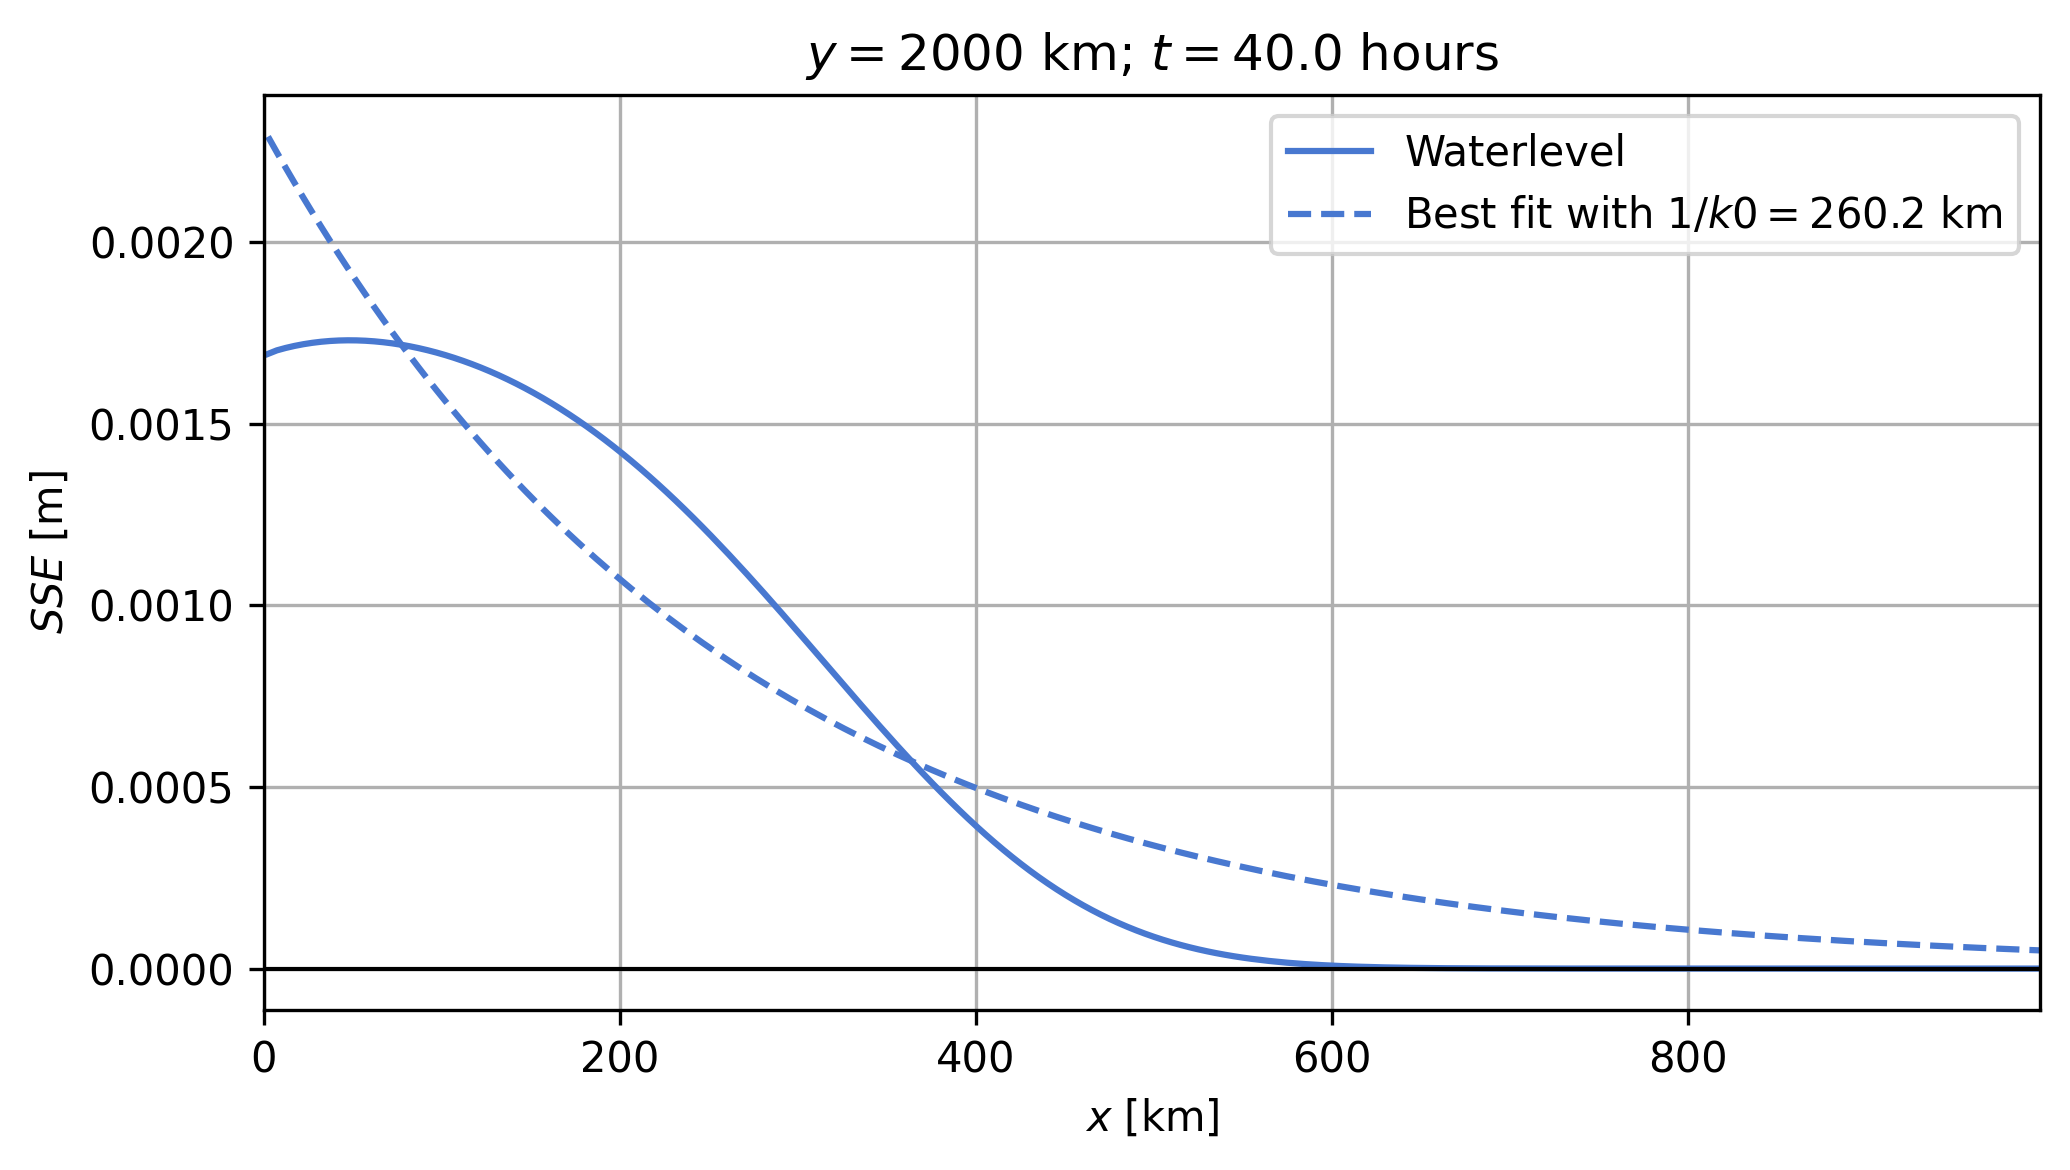 y = 2000 km; t = 40.0 hours
Waterlevel
Best fit with 1/k0 = 260.2 km
0.0020
0.0015
0.0010
0.0005
0.0000
SSE [m]
0 200 400 600 800
x [km]